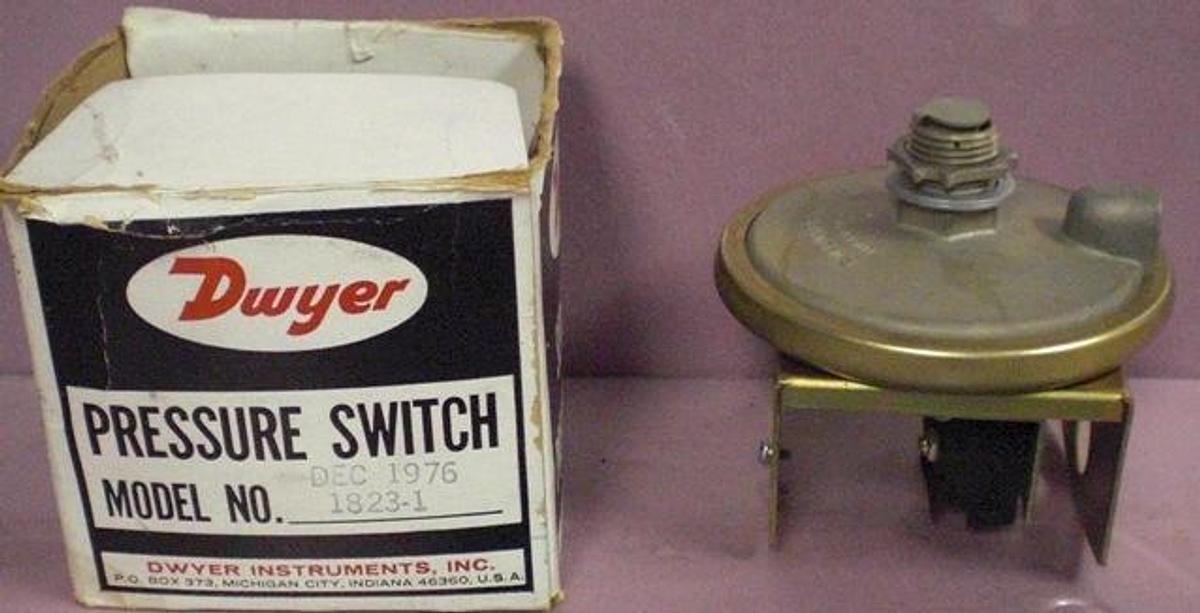 Dwyer
PRESSURE SWITCH
DEC 1976
MODEL NO. 1823-1
DWYER INSTRUMENTS, INC.
P.O. BOX 373, MICHIGAN CITY, INDIANA 46360, U.S.A.